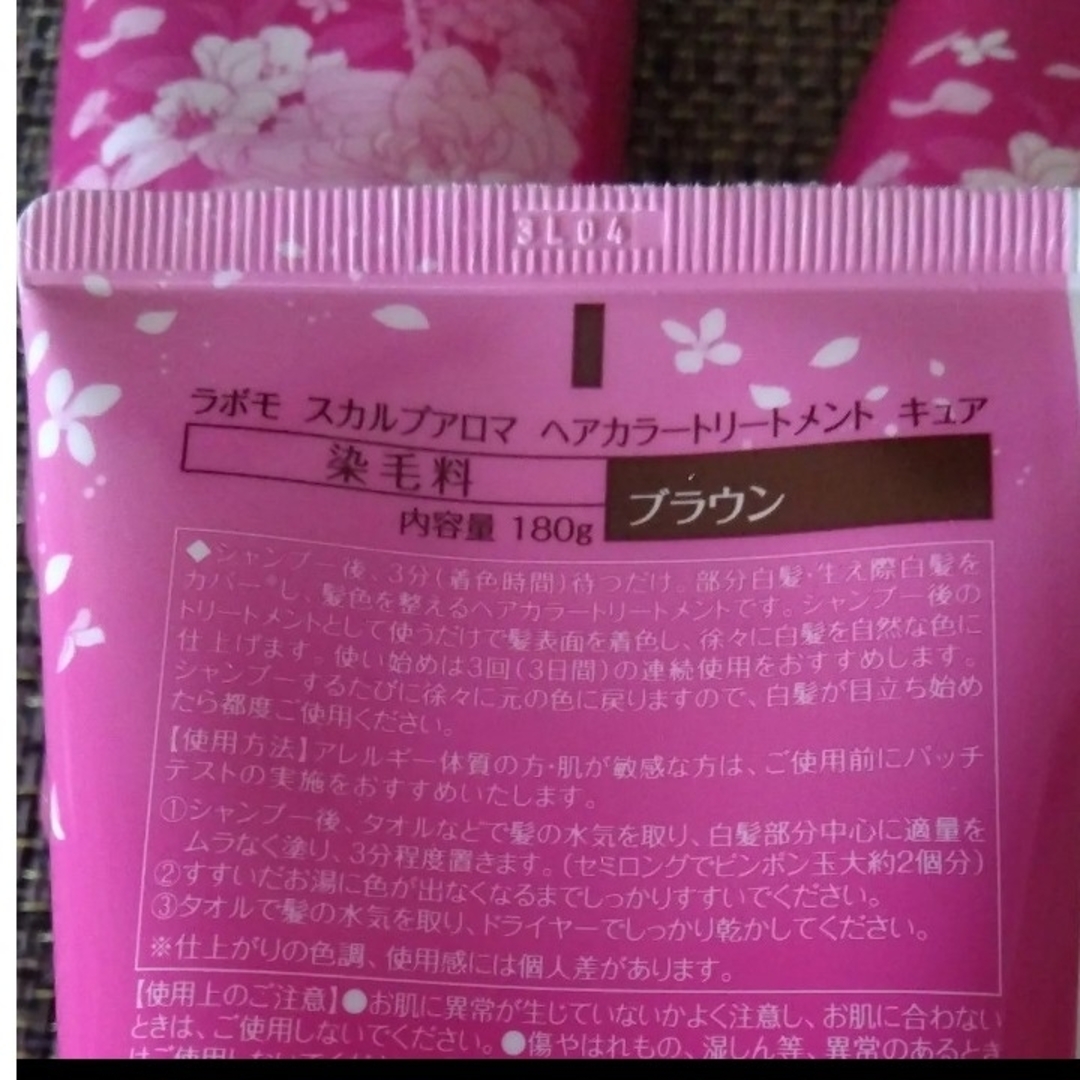 3L04
ラボモ スカルプアロマ ヘアカラートリートメント キュア
染毛料
ブラウン
内容量 180g
◆シャンプー後、3分(着色時間)待つだけ。部分白髪・生え際白髪を
カバー*し、髪色を整えるヘアカラートリートメントです。シャンプー後の
トリートメントとして使うだけで髪表面を着色し、徐々に白髪を自然な色に
仕上げます。使い始めは3回(3日間)の連続使用をおすすめします。
シャンプーするたびに徐々に元の色に戻りますので、白髪が目立ち始め
たら都度ご使用ください。
【使用方法】アレルギー体質の方・肌が敏感な方は、ご使用前にパッチ
テストの実施をおすすめいたします。
①シャンプー後、タオルなどで髪の水気を取り、白髪部分中心に適量を
ムラなく塗り、3分程度置きます。(セミロングでピンポン玉大約2個分)
②すすいだお湯に色が出なくなるまでしっかりすすいでください。
③タオルで髪の水気を取り、ドライヤーでしっかり乾かしてください。
※仕上がりの色調、使用感には個人差があります。
【使用上のご注意】●お肌に異常が生じていないかよく注意し、お肌に合わない
ときは、ご使用しないでください。●傷やはれもの、湿しん等、異常のあるとき